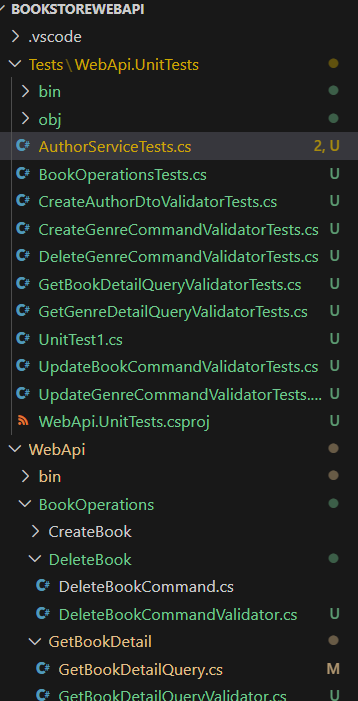 BOOKSTOREWEBAPI
.vscode
Tests\WebApi.UnitTests
bin
obj
C# AuthorServiceTests.cs 2, U
C# BookOperationsTests.cs U
C# CreateAuthorDtoValidatorTests.cs U
C# CreateGenreCommandValidatorTests.cs U
C# DeleteGenreCommandValidatorTests.cs U
C# GetBookDetailQueryValidatorTests.cs U
C# GetGenreDetailQueryValidatorTests.cs U
C# UnitTest1.cs U
C# UpdateBookCommandValidatorTests.cs U
C# UpdateGenreCommandValidatorTests.... U
WebApi.UnitTests.csproj U
WebApi
bin
BookOperations
CreateBook
DeleteBook
C# DeleteBookCommand.cs
C# DeleteBookCommandValidator.cs U
GetBookDetail
C# GetBookDetailQuery.cs M
C# GetBookDetailQueryValidator.cs U